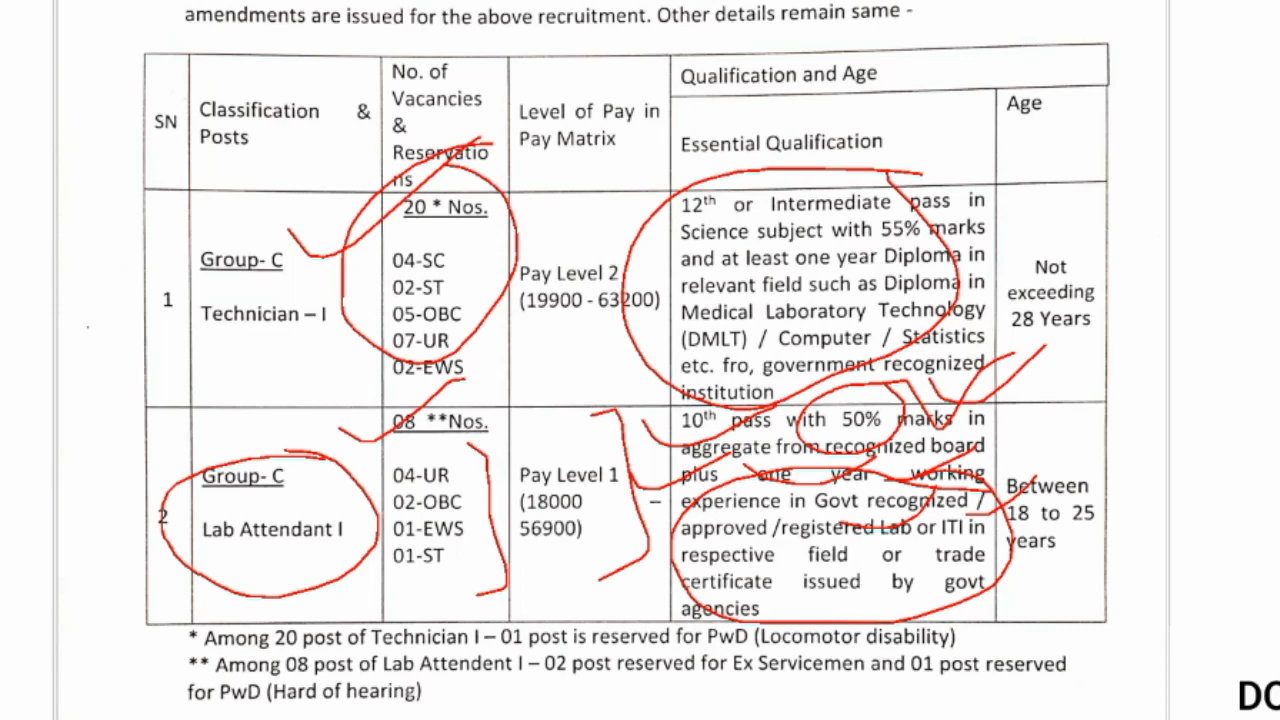 amendments are issued for the above recruitment. Other details remain same -
SN
Classification &
Posts
No. of
Vacancies
&
Reservatio
ns
Level of Pay in
Pay Matrix
Qualification and Age
Essential Qualification
Age
1
Group- C
Technician – I
20 * Nos.
04-SC
02-ST
05-OBC
07-UR
02-EWS
Pay Level 2
(19900 - 63200)
12th or Intermediate pass in
Science subject with 55% marks
and at least one year Diploma in
relevant field such as Diploma in
Medical Laboratory Technology
(DMLT) / Computer / Statistics
etc. fro, government recognized
institution
Not
exceeding
28 Years
2
Group- C
Lab Attendant I
08 **Nos.
04-UR
02-OBC
01-EWS
01-ST
Pay Level 1
(18000 –
56900)
10th pass with 50% marks in
aggregate from recognized board
plus one year working
experience in Govt recognized /
approved /registered Lab or ITI in
respective field or trade
certificate issued by govt
agencies
Between
18 to 25
years
* Among 20 post of Technician I – 01 post is reserved for PwD (Locomotor disability)
** Among 08 post of Lab Attendent I – 02 post reserved for Ex Servicemen and 01 post reserved
for PwD (Hard of hearing)